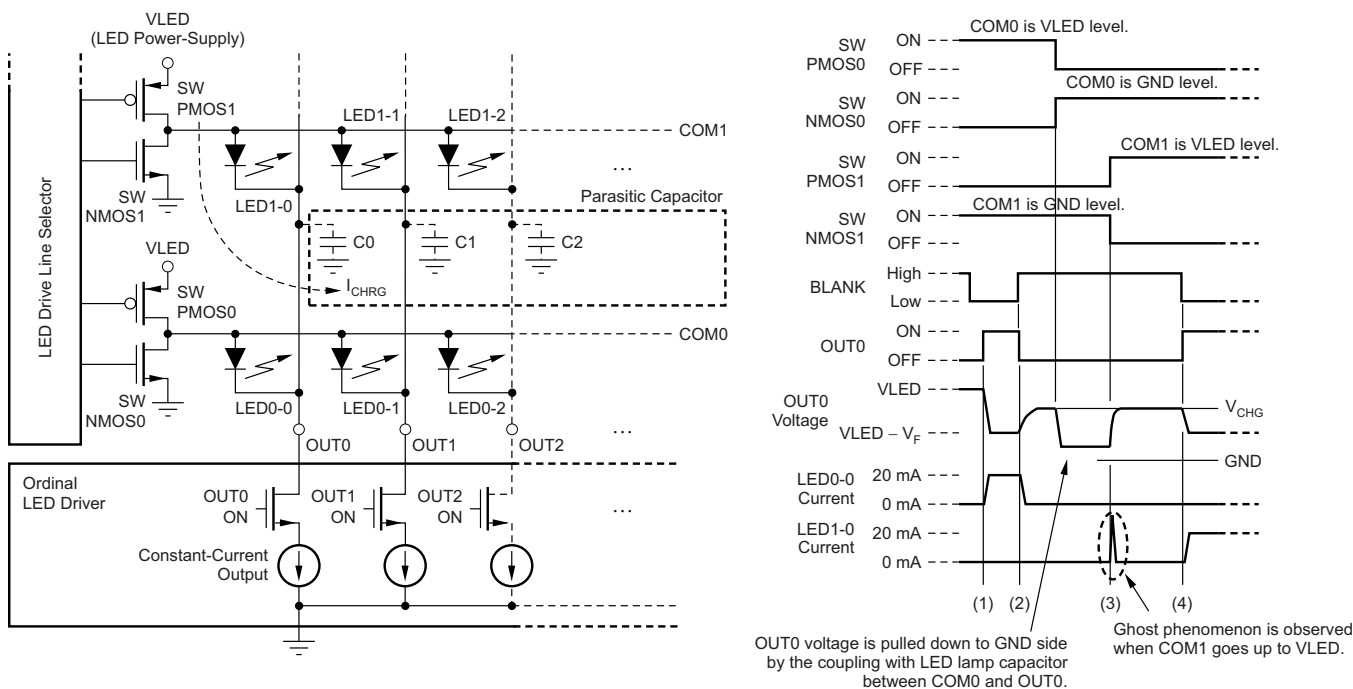 VLED
(LED Power-Supply)
SW
PMOS1
LED1-1
LED1-2
COM1
...
SW
NMOS1
LED1-0
Parasitic Capacitor
C0
C1
C2
VLED
SW
PMOS0
ICHRG
COM0
SW
NMOS0
LED0-0
LED0-1
LED0-2
OUT0
OUT1
OUT2
...
LED Drive Line Selector
Ordinal
LED Driver
OUT0
ON
OUT1
ON
OUT2
ON
...
Constant-Current
Output
COM0 is VLED level.
SW
PMOS0
ON
OFF
COM0 is GND level.
SW
NMOS0
ON
OFF
COM1 is VLED level.
SW
PMOS1
ON
OFF
COM1 is GND level.
SW
NMOS1
ON
OFF
BLANK
High
Low
OUT0
ON
OFF
OUT0
Voltage
VLED
VLED – VF
VCHG
GND
LED0-0
Current
20 mA
0 mA
LED1-0
Current
20 mA
0 mA
(1)
(2)
(3)
(4)
OUT0 voltage is pulled down to GND side
by the coupling with LED lamp capacitor
between COM0 and OUT0.
Ghost phenomenon is observed
when COM1 goes up to VLED.